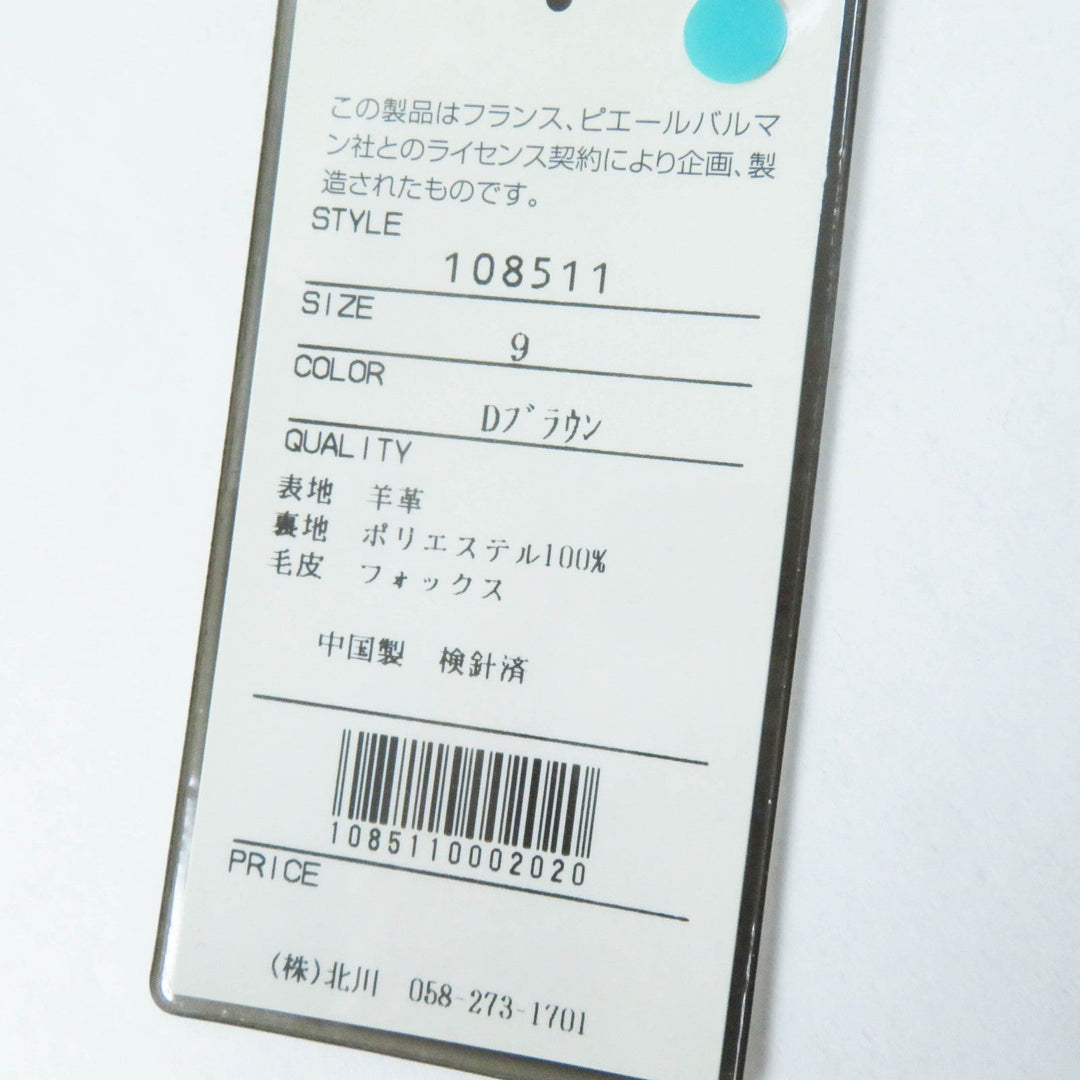 この製品はフランス、ピエールバルマ
ン社とのライセンス契約により企画、製
造されたものです。
STYLE
108511
SIZE
9
COLOR
Dブラウン
QUALITY
表地 羊革
裏地 ポリエステル100%
毛皮 フォックス
中国製 検針済
1085110002020
PRICE
(株)北川 058-273-1701